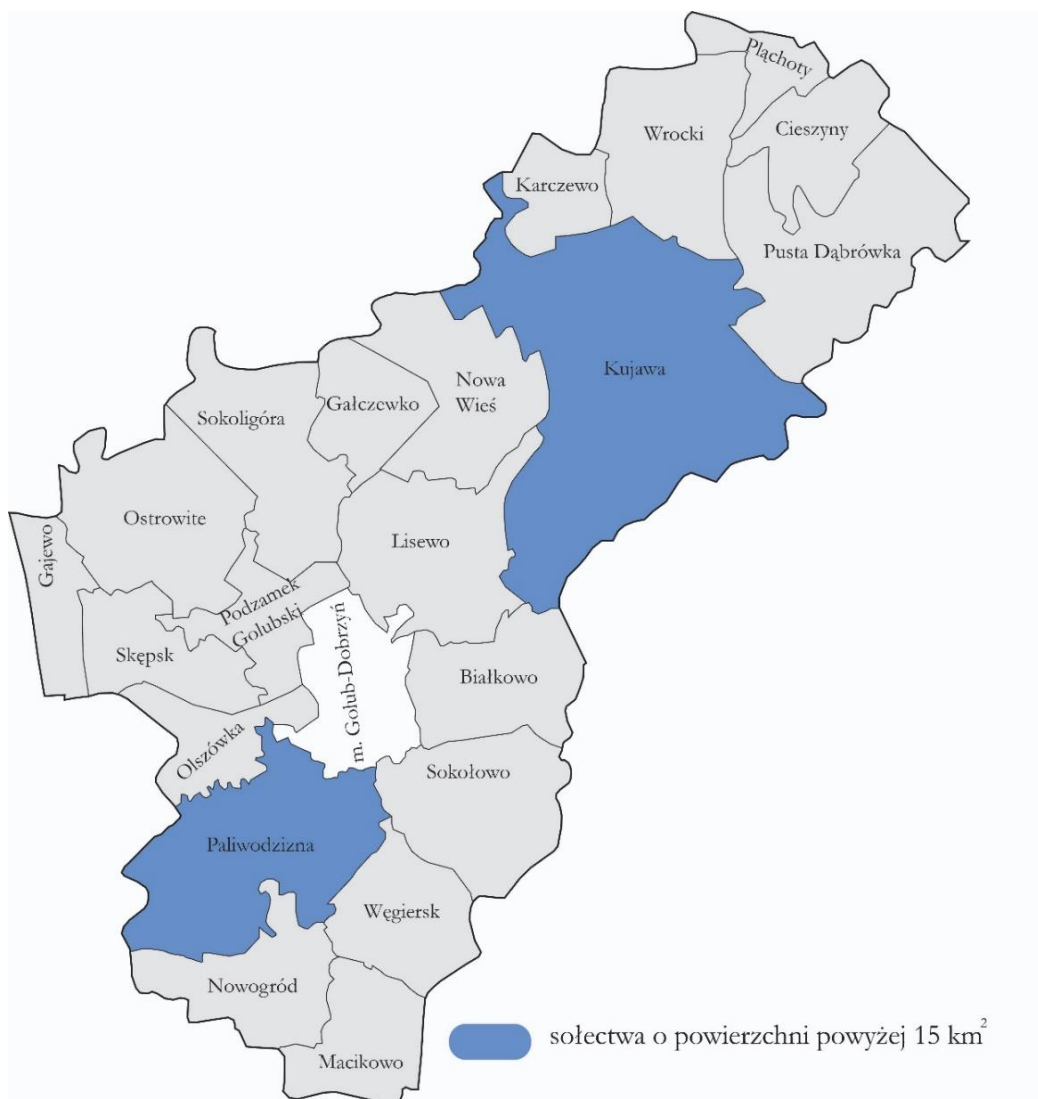 Pląchoty
Wrocki
Cieszyny
Karczewo
Pusta Dąbrówka
Kujawa
Nowa
Wieś
Gałczewko
Sokoligóra
Ostrowite
Lisewo
Gajewo
Podzamek
Golubski
Skępsk
m. Golub-Dobrzyń
Białkowo
Olszówka
Sokołowo
Paliwodzizna
Węgiersk
Nowogród
Macikowo
sołectwa o powierzchni powyżej 15 km²